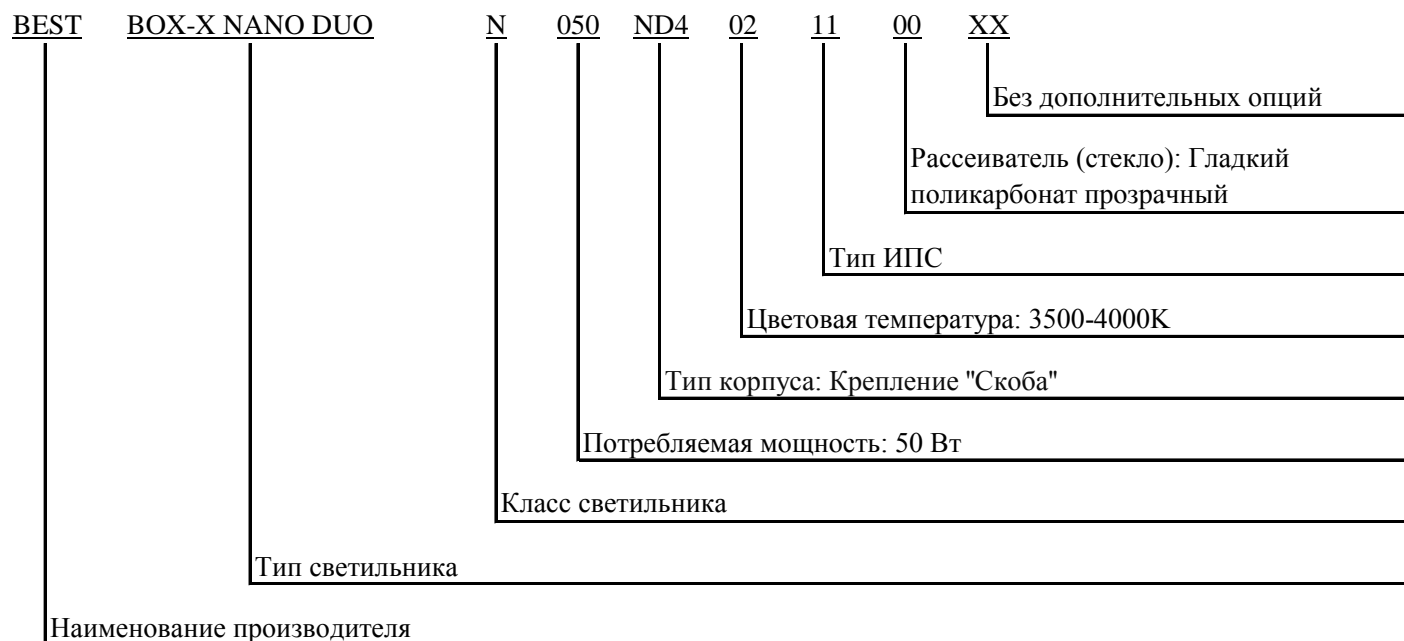 BEST BOX-X NANO DUO N 050 ND4 02 11 00 XX
Без дополнительных опций
Рассеиватель (стекло): Гладкий
поликарбонат прозрачный
Тип ИПС
Цветовая температура: 3500-4000K
Тип корпуса: Крепление "Скоба"
Потребляемая мощность: 50 Вт
Класс светильника
Тип светильника
Наименование производителя